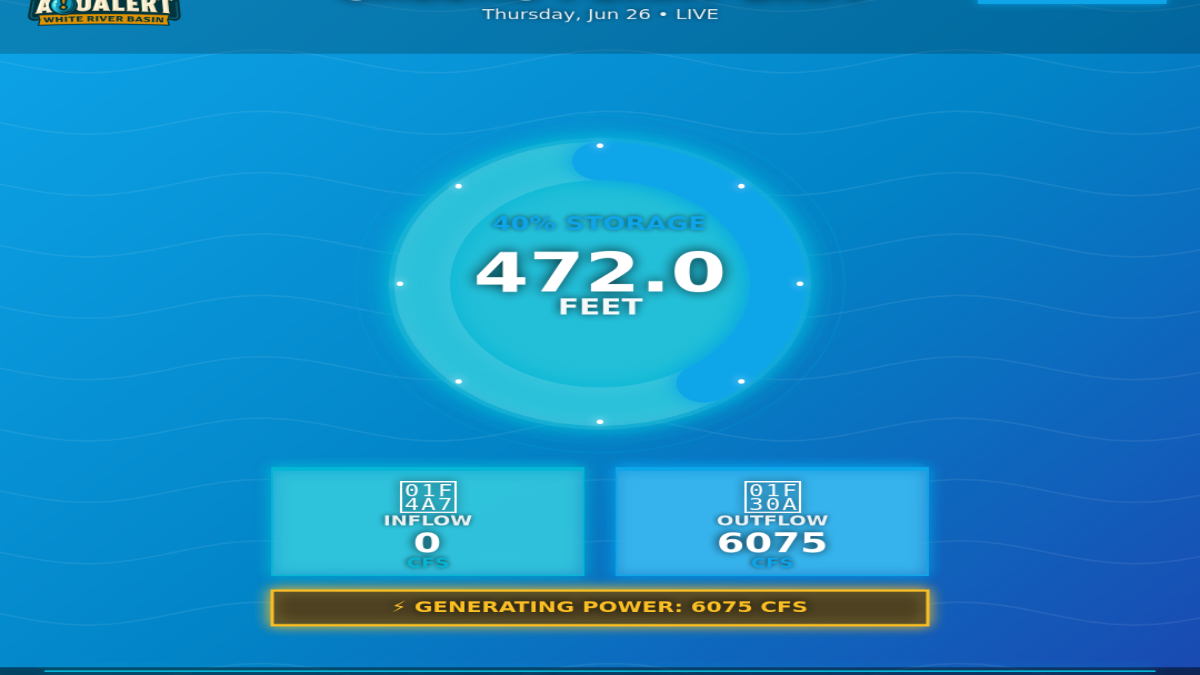 AQUALERT
WHITE RIVER BASIN
Thursday, Jun 26 • LIVE
40% STORAGE
472.0
FEET
01F
4A7
INFLOW
0
CFS
01F
30A
OUTFLOW
6075
CFS
⚡ GENERATING POWER: 6075 CFS